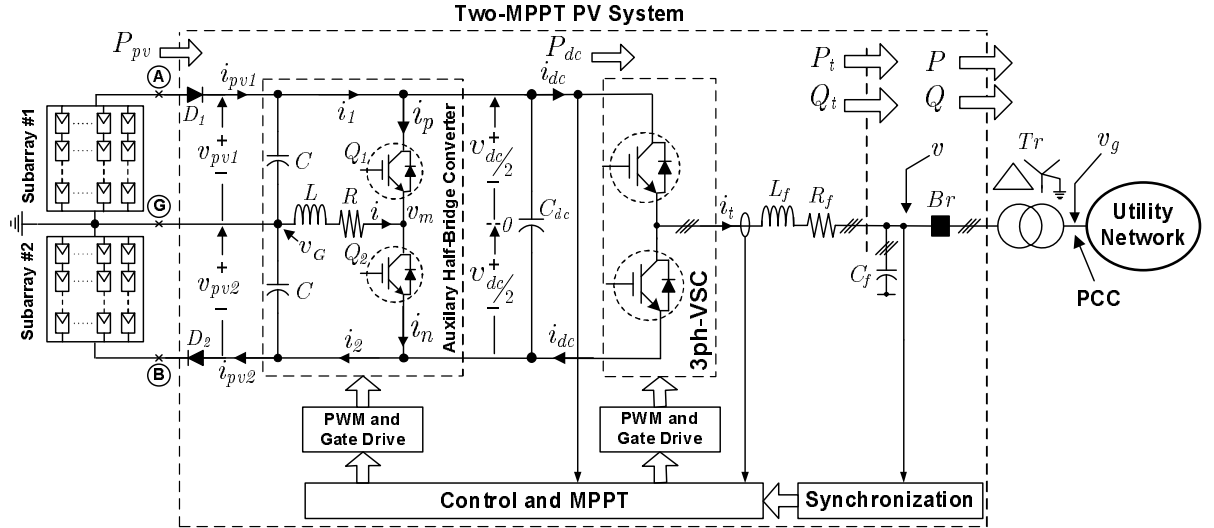 Two-MPPT PV System
P_pv
P_dc
P_t
P
Q_t
Q
A
i_pv1
i_dc
D_1
i_1
i_p
Subarray #1
v_pv1
+
−
C
Q_1
v_dc/2
+
−
L
R
i
v_m
0
C_dc
G
v_G
Q_2
Subarray #2
v_pv2
+
−
C
v_dc/2
+
−
i_n
D_2
B
i_pv2
i_2
i_dc
Auxilary Half-Bridge Converter
3ph-VSC
i_t
L_f
R_f
v
Br
C_f
Tr
v_g
Utility
Network
PCC
PWM and
Gate Drive
PWM and
Gate Drive
Control and MPPT
Synchronization